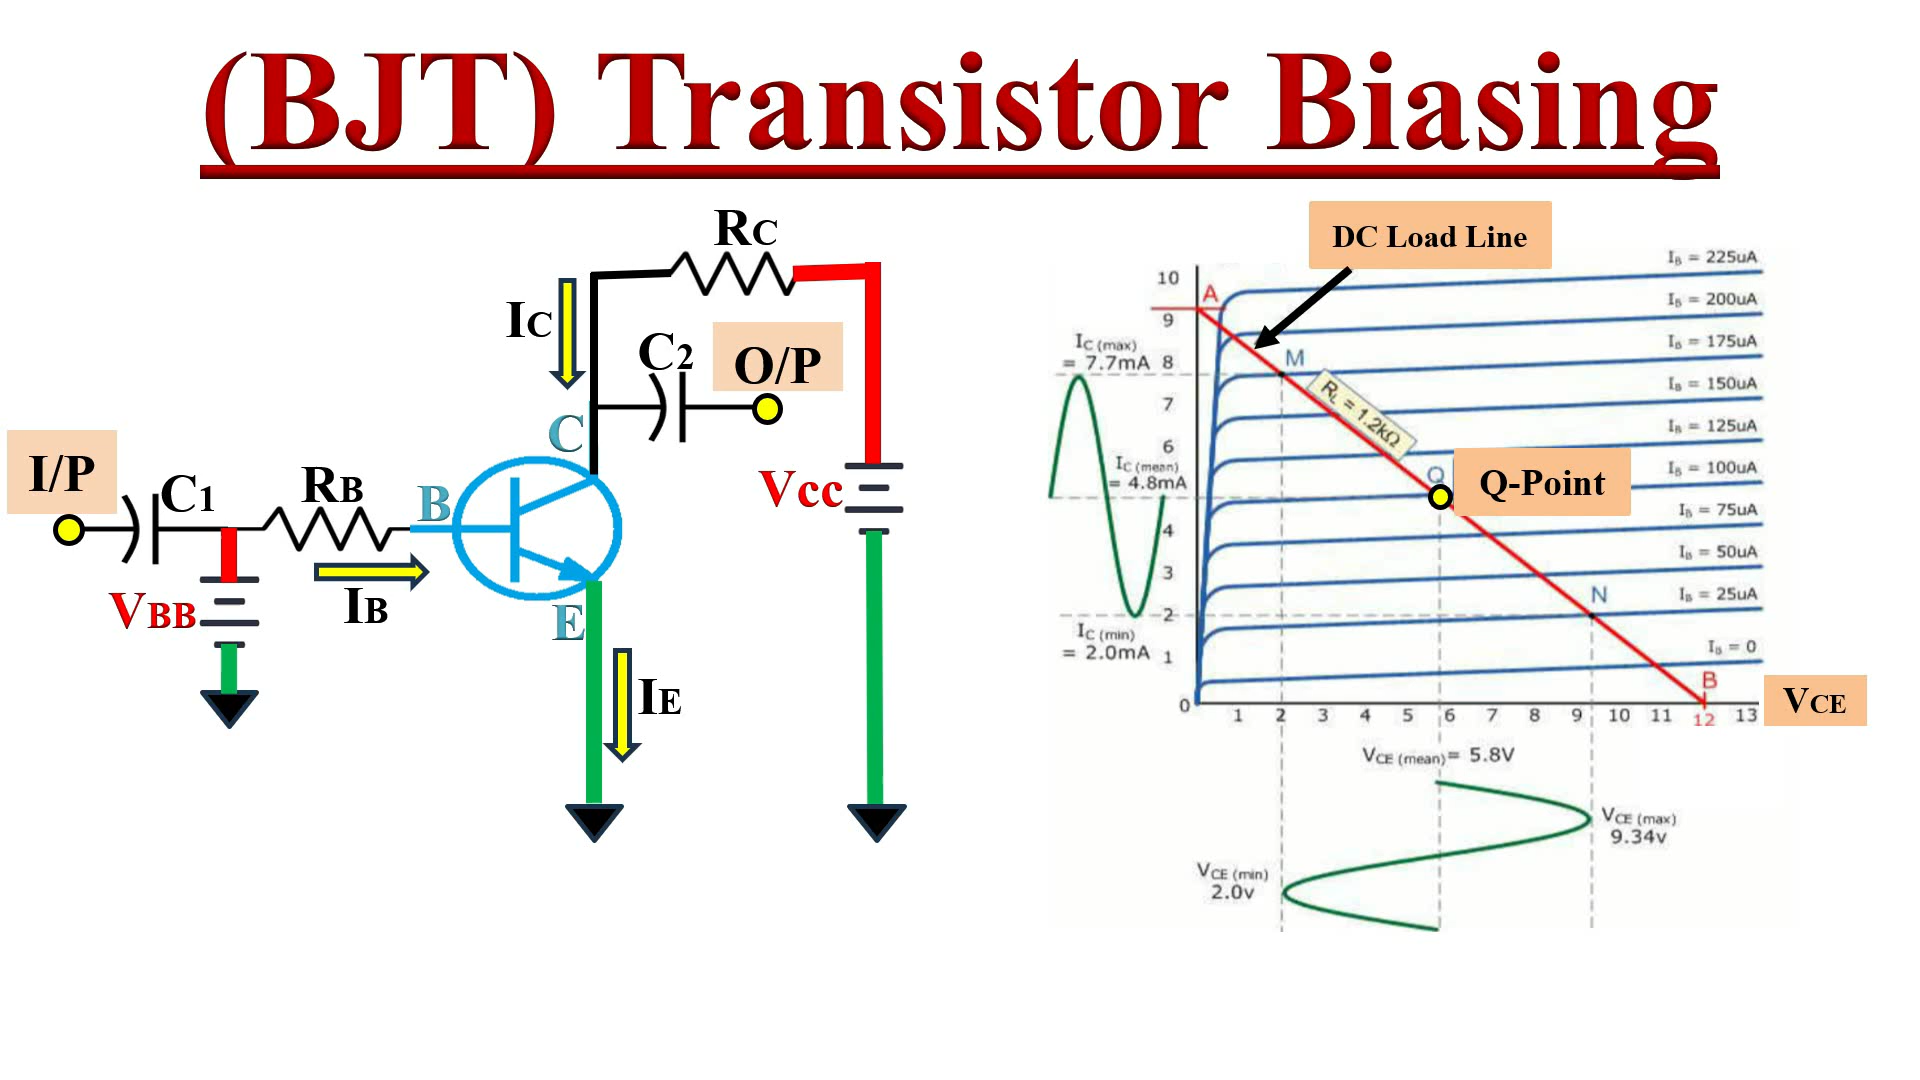 (BJT) Transistor Biasing
RC
IC
C2
O/P
C
I/P
C1
RB
B
Vcc
VBB
IB
E
IE
DC Load Line
IB = 225uA
IB = 200uA
IB = 175uA
IB = 150uA
IB = 125uA
IB = 100uA
IB = 75uA
IB = 50uA
IB = 25uA
IB = 0
10
9
8
7
6
4
3
2
1
0
A
M
RL = 1.2kΩ
Q
Q-Point
N
B
IC (max)
= 7.7mA
IC (mean)
= 4.8mA
IC (min)
= 2.0mA
1 2 3 4 5 6 7 8 9 10 11 12 13
VCE
VCE (mean) = 5.8V
VCE (max)
9.34v
VCE (min)
2.0v